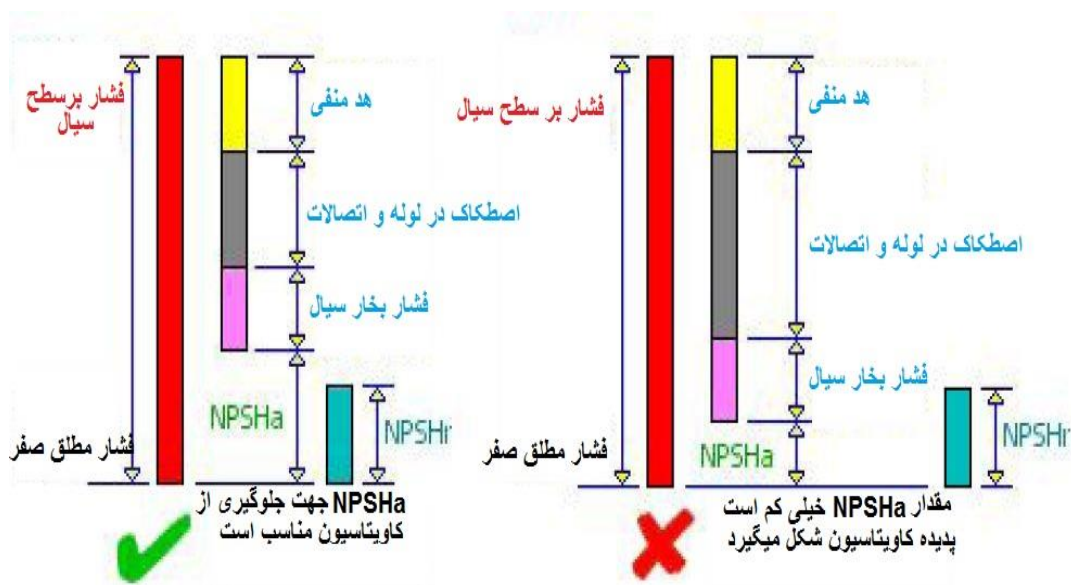 فشار برسطح
سیال
هد منفی
اصطکاک در لوله و اتصالات
فشار بخار سیال
NPSHa
NPSHr
فشار مطلق صفر
NPSHa جهت جلوگیری از
کاویتاسیون مناسب است
فشار بر سطح سیال
هد منفی
اصطکاک در لوله و اتصالات
فشار بخار سیال
NPSHa
NPSHr
فشار مطلق صفر
مقدار NPSHa خیلی کم است
پدیده کاویتاسیون شکل میگیرد